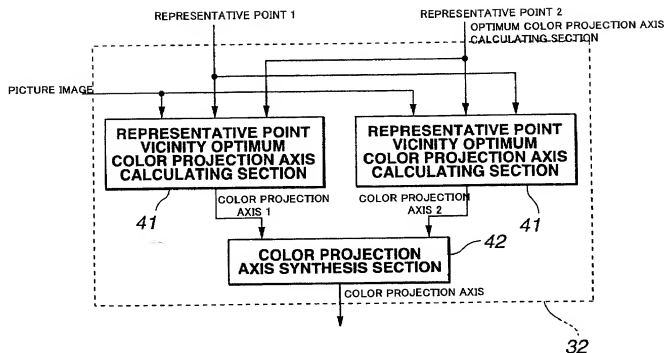 REPRESENTATIVE POINT 1
REPRESENTATIVE POINT 2
OPTIMUM COLOR PROJECTION AXIS
CALCULATING SECTION
PICTURE IMAGE
REPRESENTATIVE POINT
VICINITY OPTIMUM
COLOR PROJECTION AXIS
CALCULATING SECTION
REPRESENTATIVE POINT
VICINITY OPTIMUM
COLOR PROJECTION AXIS
CALCULATING SECTION
41
COLOR PROJECTION
AXIS 1
COLOR PROJECTION
AXIS 2
41
COLOR PROJECTION
AXIS SYNTHESIS SECTION
42
COLOR PROJECTION AXIS
32